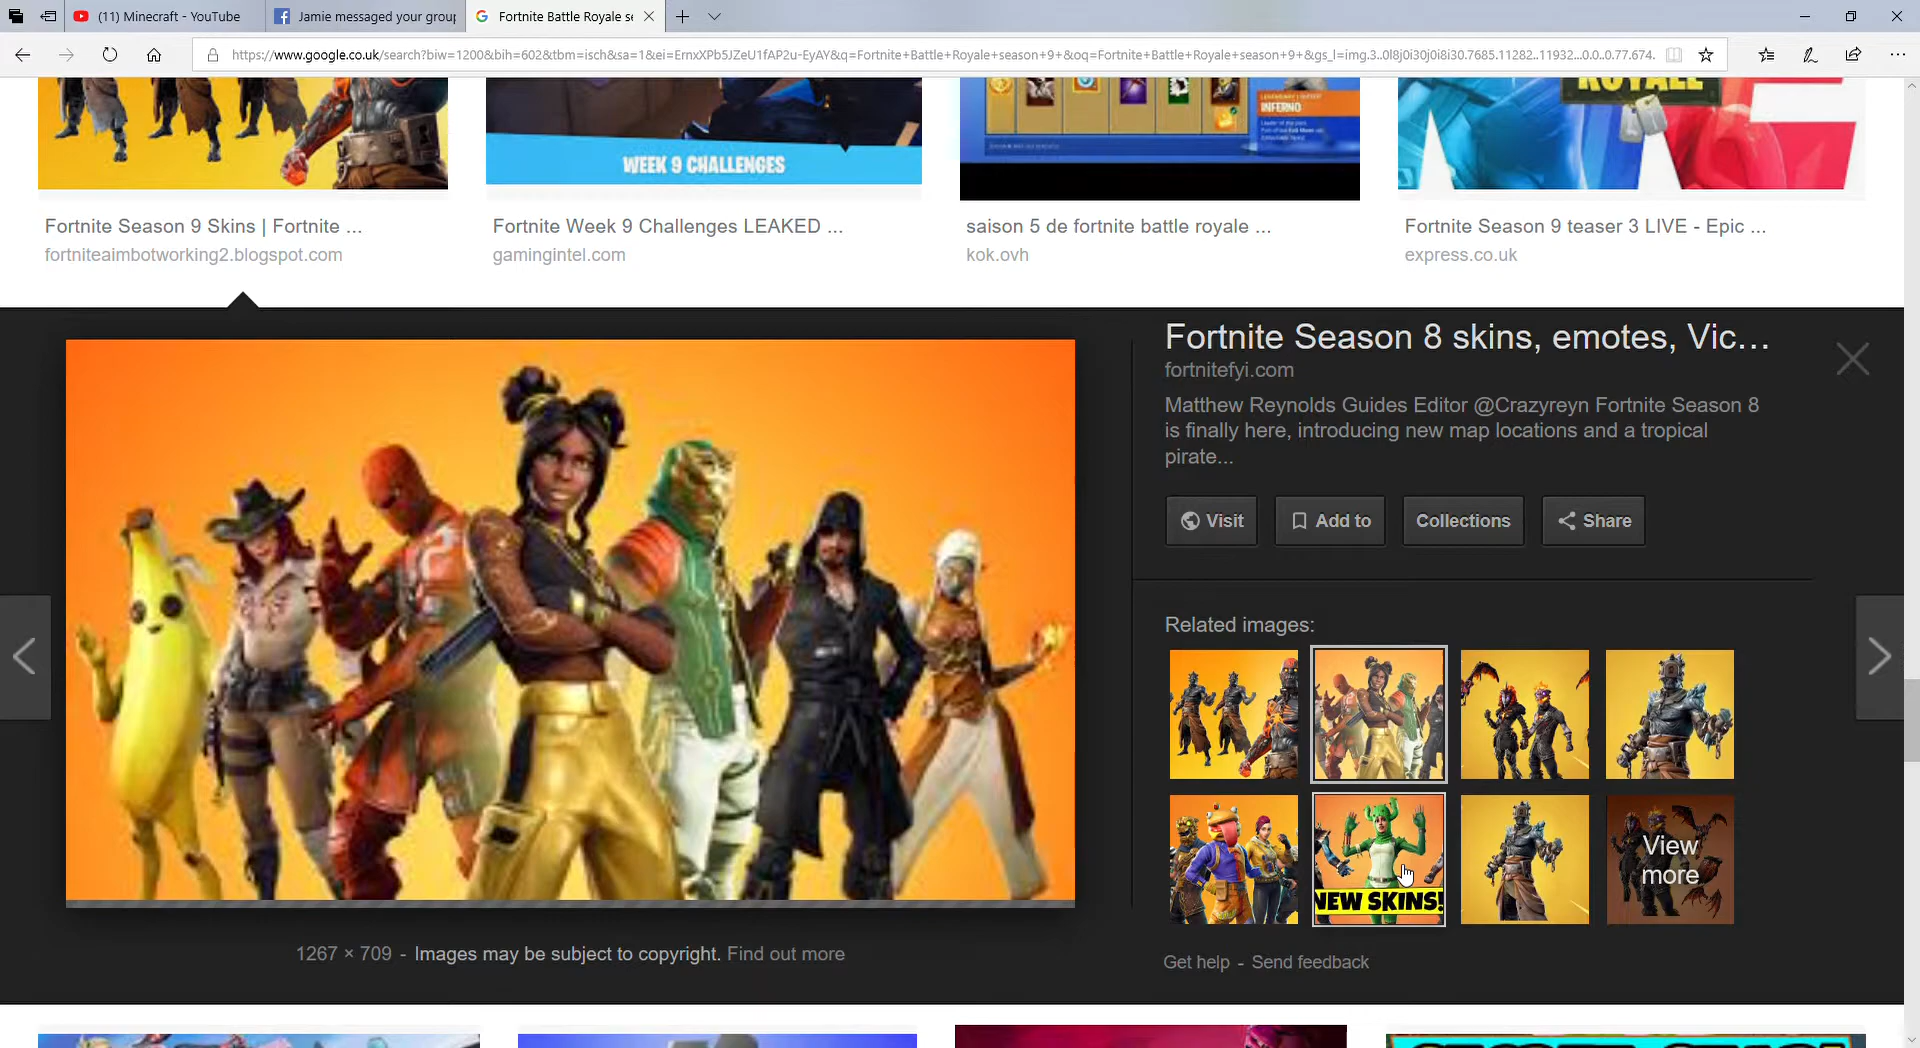 (11) Minecraft - YouTube
Jamie messaged your group
Fortnite Battle Royale se
https://www.google.co.uk/search?biw=1200&bih=602&tbm=isch&sa=1&ei=ErnxXPb5JZeU1fAP2u-EyAY&q=Fortnite+Battle+Royale+season+9+&oq=Fortnite+Battle+Royale+season+9+&gs_l=img.3..0l8j0i30j0i8i30.7685.11282..11932...0.0..0.77.674.
WEEK 9 CHALLENGES
INFERNO
ROYALE
Fortnite Season 9 Skins | Fortnite ...
fortniteaimbotworking2.blogspot.com
Fortnite Week 9 Challenges LEAKED ...
gamingintel.com
saison 5 de fortnite battle royale ...
kok.ovh
Fortnite Season 9 teaser 3 LIVE - Epic ...
express.co.uk
Fortnite Season 8 skins, emotes, Vic...
fortnitefyi.com
Matthew Reynolds Guides Editor @Crazyreyn Fortnite Season 8
is finally here, introducing new map locations and a tropical
pirate...
Visit
Add to
Collections
Share
Related images:
NEW SKINS!
View
more
1267 × 709 - Images may be subject to copyright. Find out more
Get help - Send feedback